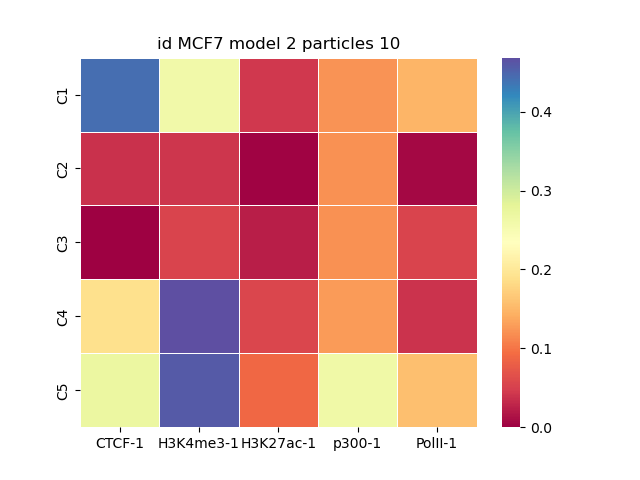 id MCF7 model 2 particles 10
C1
C2
C3
C4
C5
CTCF-1 H3K4me3-1 H3K27ac-1 p300-1 PolII-1
0.4
0.3
0.2
0.1
0.0